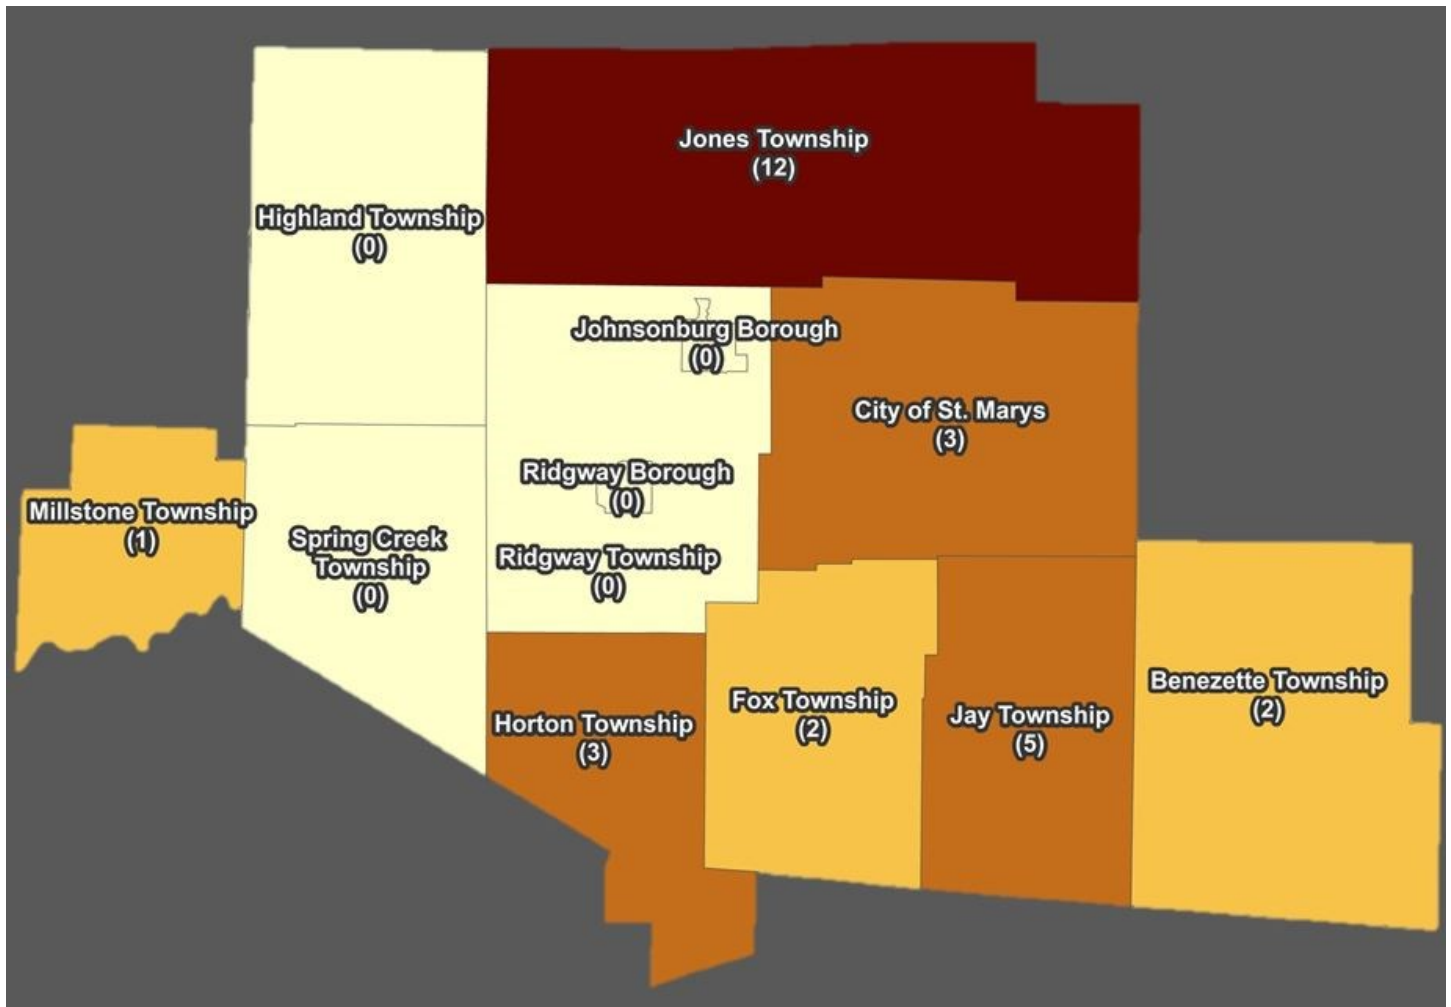 Jones Township
(12)
Highland Township
(0)
Johnsonburg Borough
(0)
City of St. Marys
(3)
Ridgway Borough
(0)
Millstone Township
(1)
Spring Creek
Township
(0)
Ridgway Township
(0)
Benezette Township
(2)
Fox Township
(2)
Jay Township
(5)
Horton Township
(3)